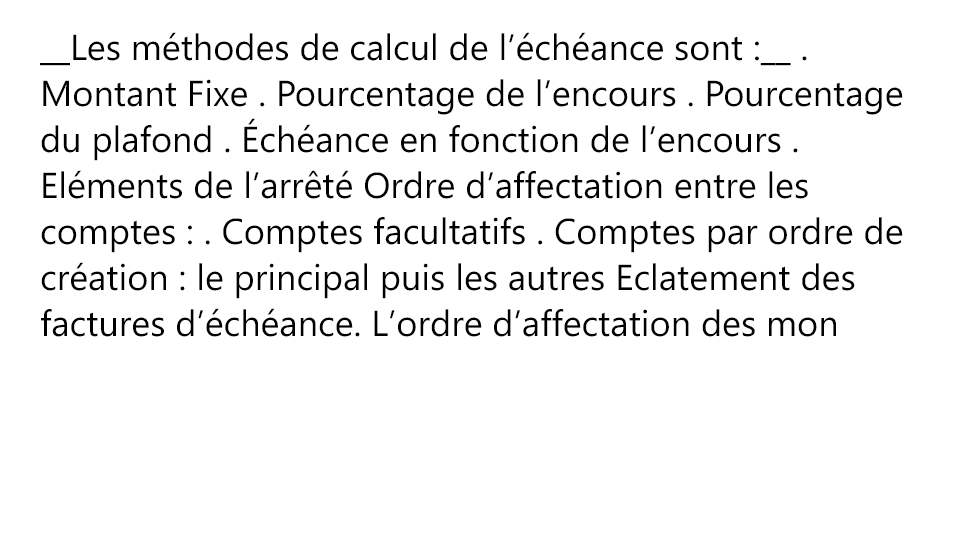 __Les méthodes de calcul de l’échéance sont :__ .
Montant Fixe . Pourcentage de l’encours . Pourcentage
du plafond . Échéance en fonction de l’encours .
Eléments de l’arrêté Ordre d’affectation entre les
comptes : . Comptes facultatifs . Comptes par ordre de
création : le principal puis les autres Eclatement des
factures d’échéance. L’ordre d’affectation des mon